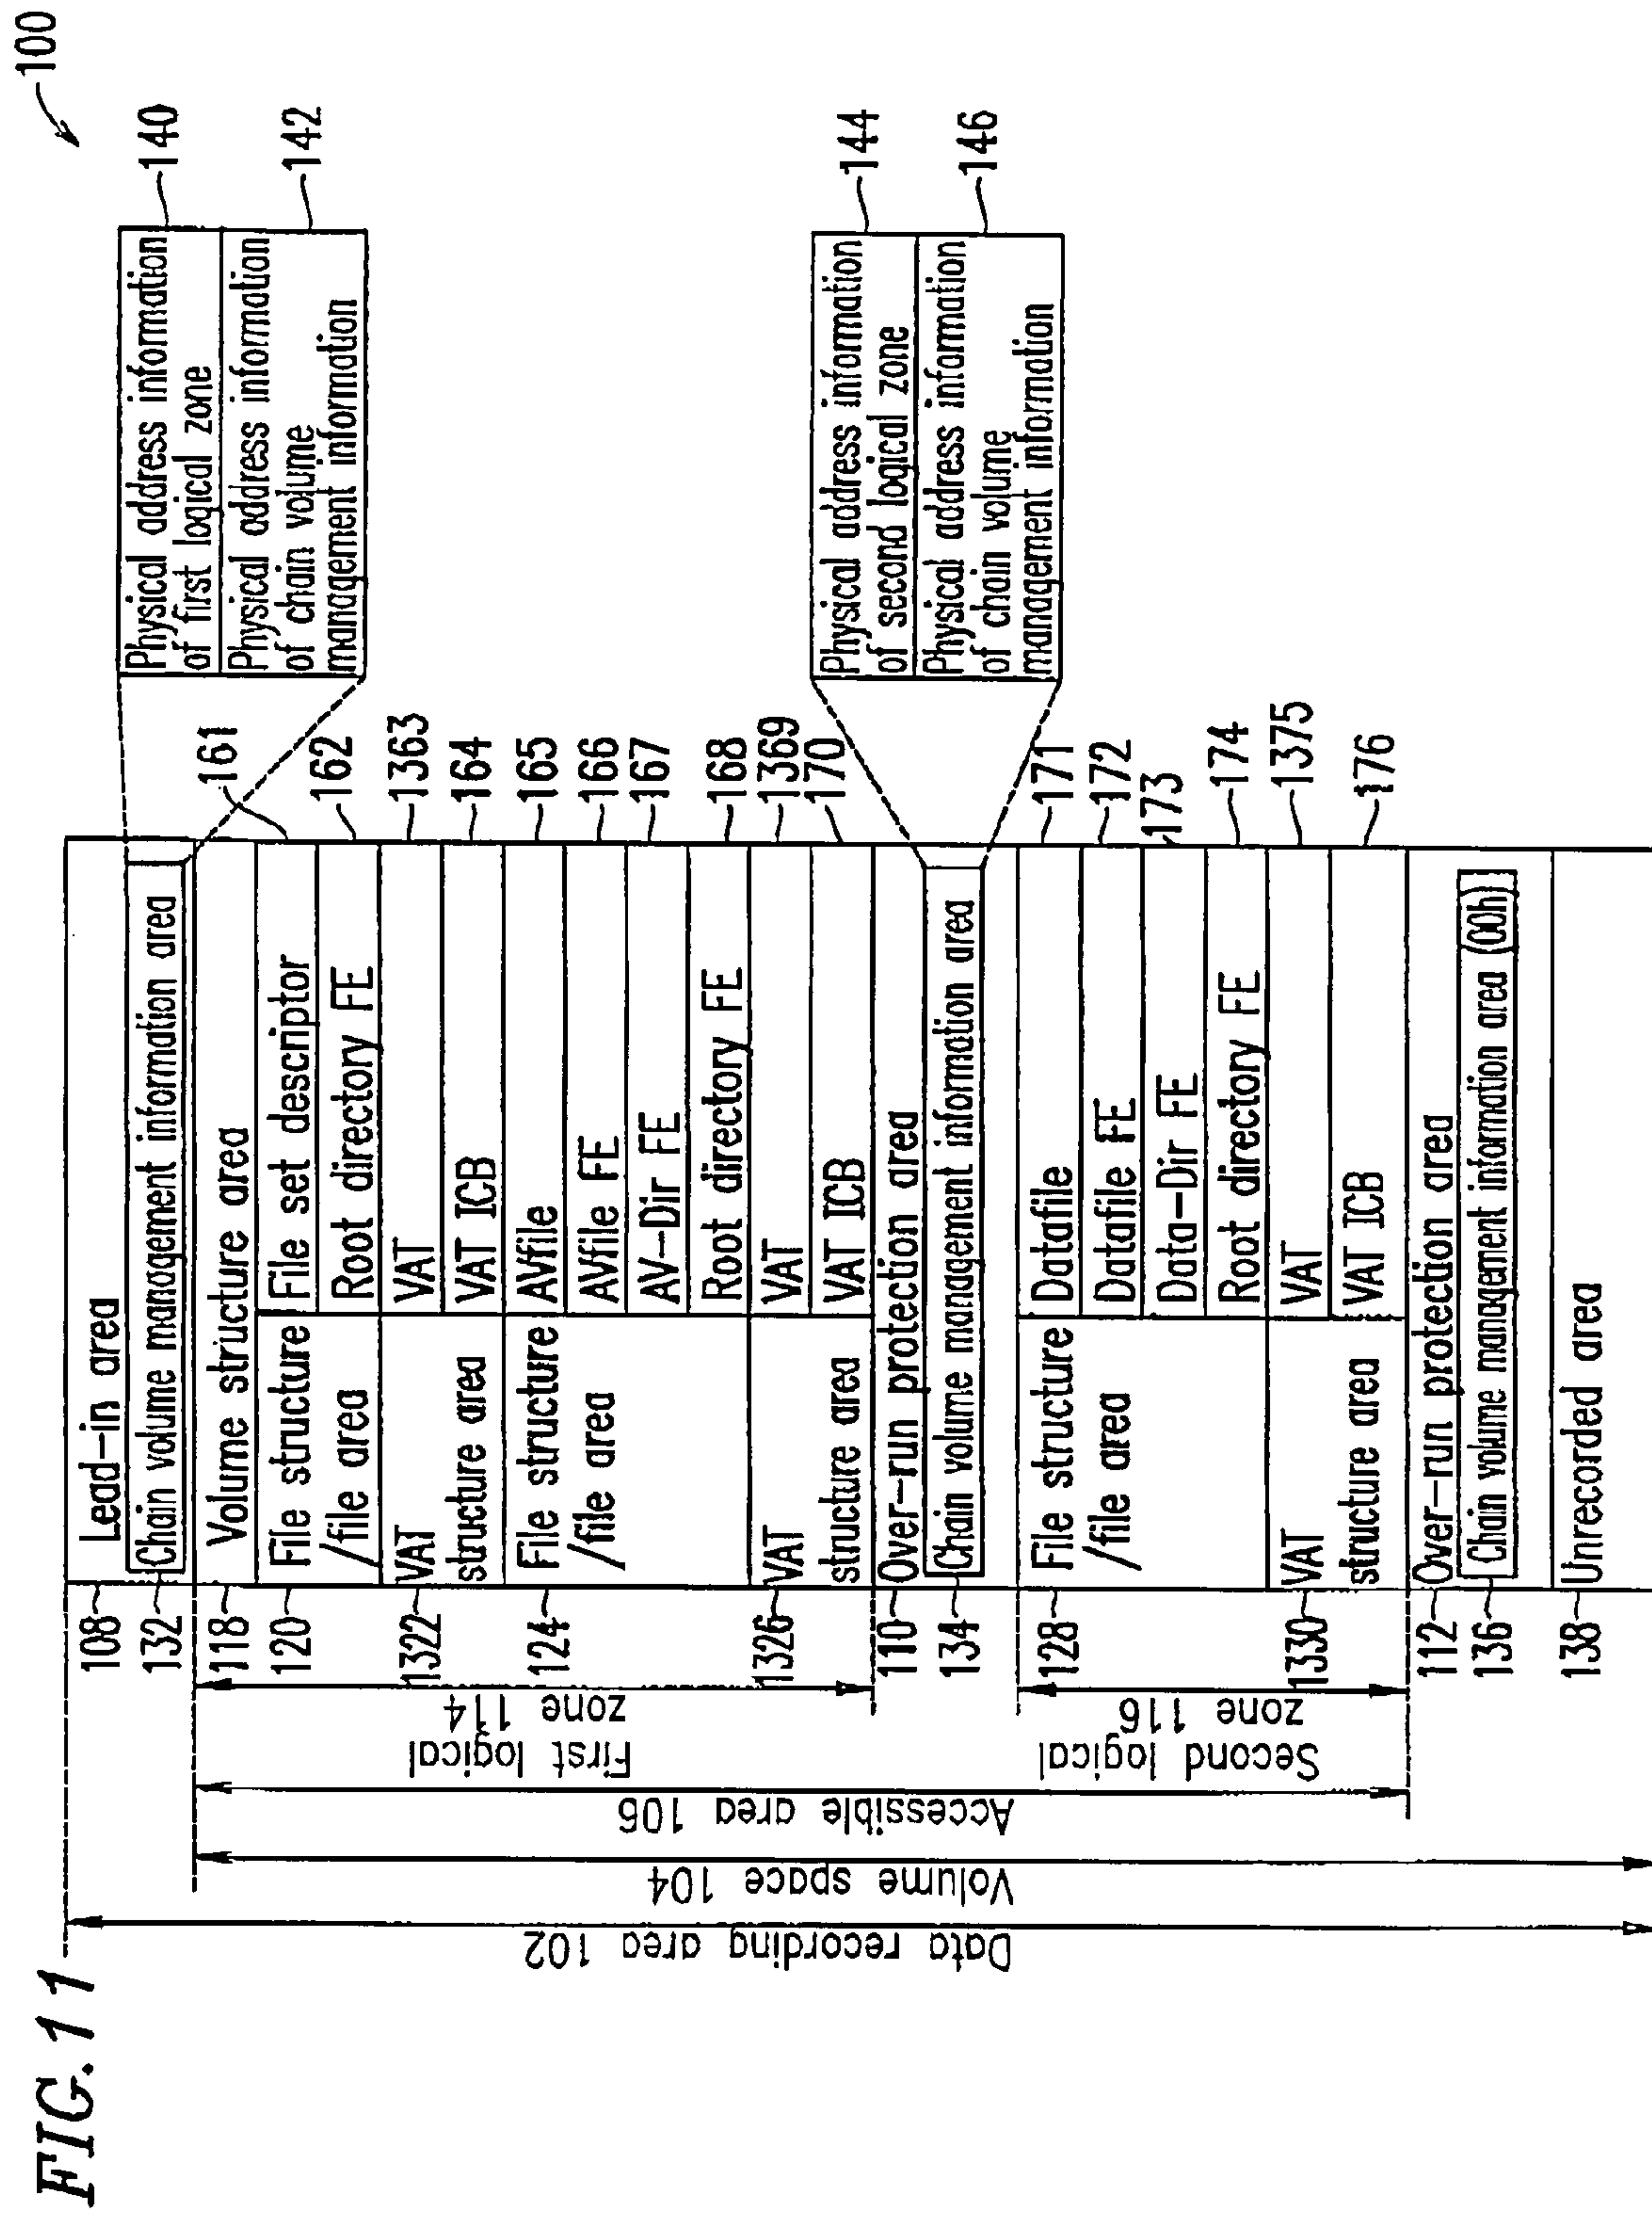 FIG.11
100
Data recording area 102
Volume space 104
Accessible area 106
First logical
zone 114
Second logical
zone 116
108
Lead-in area
132
Chain volume management information area
140
Physical address information
of first logical zone
142
Physical address information
of chain volume
management information
118
Volume structure area
120
File structure
/file area
File set descriptor
161
Root directory FE
162
1322
VAT
structure area
VAT
1363
VAT ICB
164
124
File structure
/file area
AVfile
165
AVfile FE
166
AV-Dir FE
167
Root directory FE
168
1326
VAT
structure area
VAT
1369
VAT ICB
170
110
Over-run protection area
134
Chain volume management information area
144
Physical address information
of second logical zone
146
Physical address information
of chain volume
management information
128
File structure
/file area
Datafile
171
Datafile FE
172
Data-Dir FE
173
Root directory FE
174
1330
VAT
structure area
VAT
1375
VAT ICB
176
112
Over-run protection area
136
Chain volume management information area (00h)
138
Unrecorded area